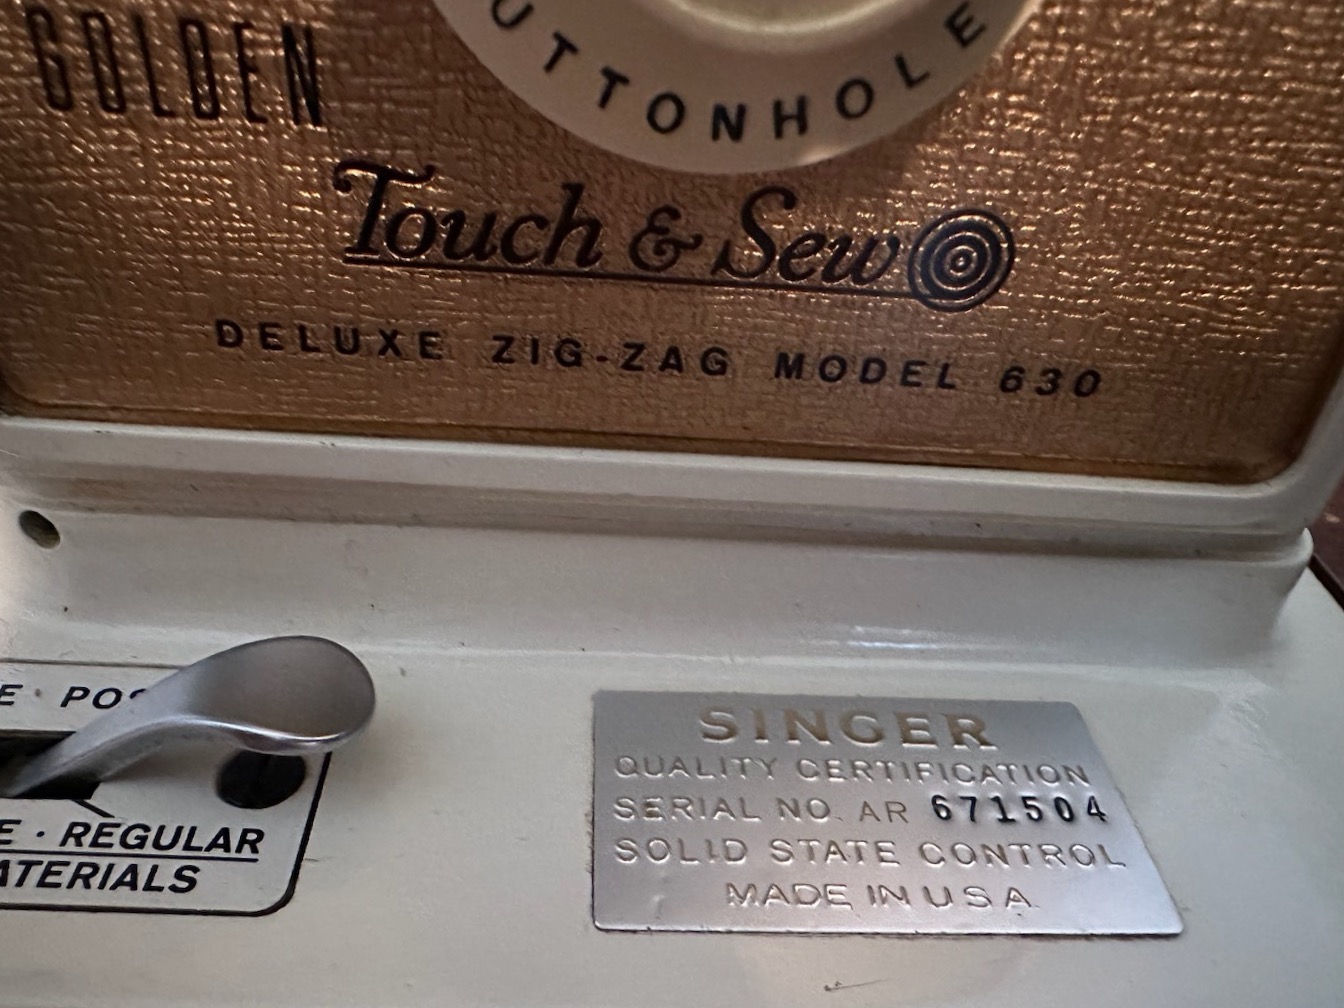 GOLDEN
UTTONHOLE
Touch & Sew
DELUXE ZIG-ZAG MODEL 630
E · POS
E · REGULAR
ATERIALS
SINGER
QUALITY CERTIFICATION
SERIAL NO. AR 671504
SOLID STATE CONTROL
MADE IN U S A